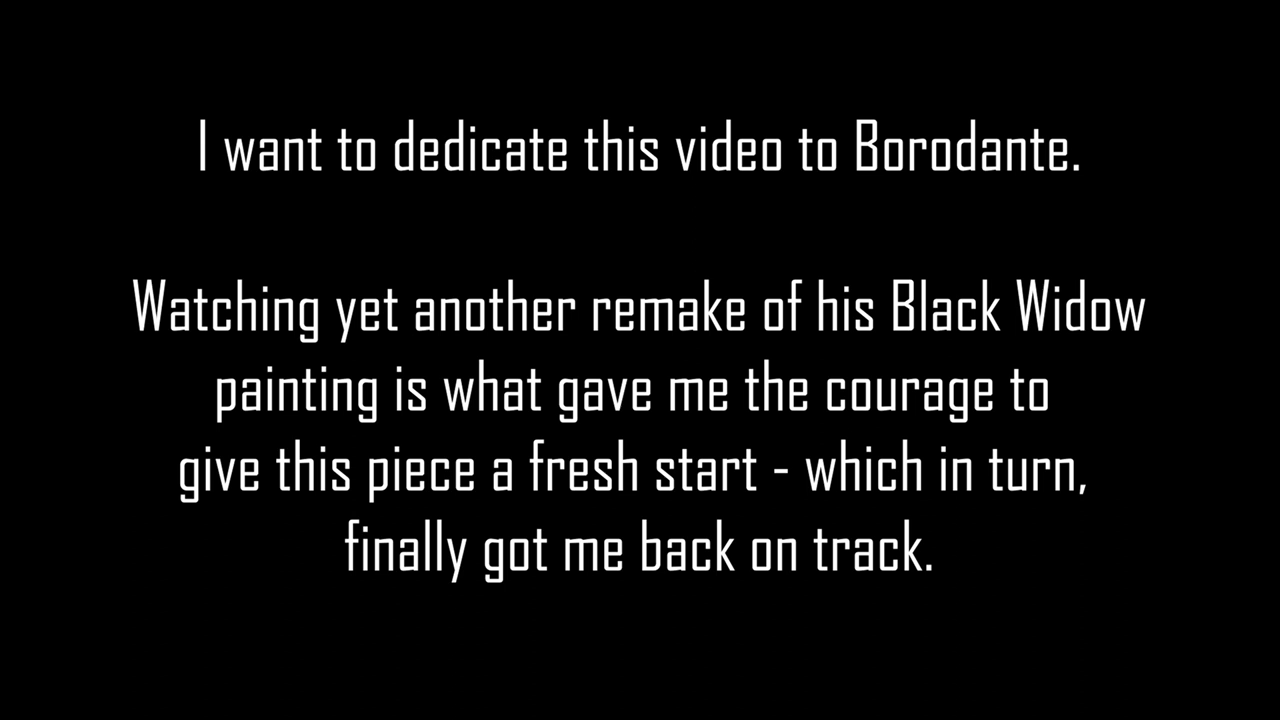 I want to dedicate this video to Borodante.
Watching yet another remake of his Black Widow
painting is what gave me the courage to
give this piece a fresh start - which in turn,
finally got me back on track.